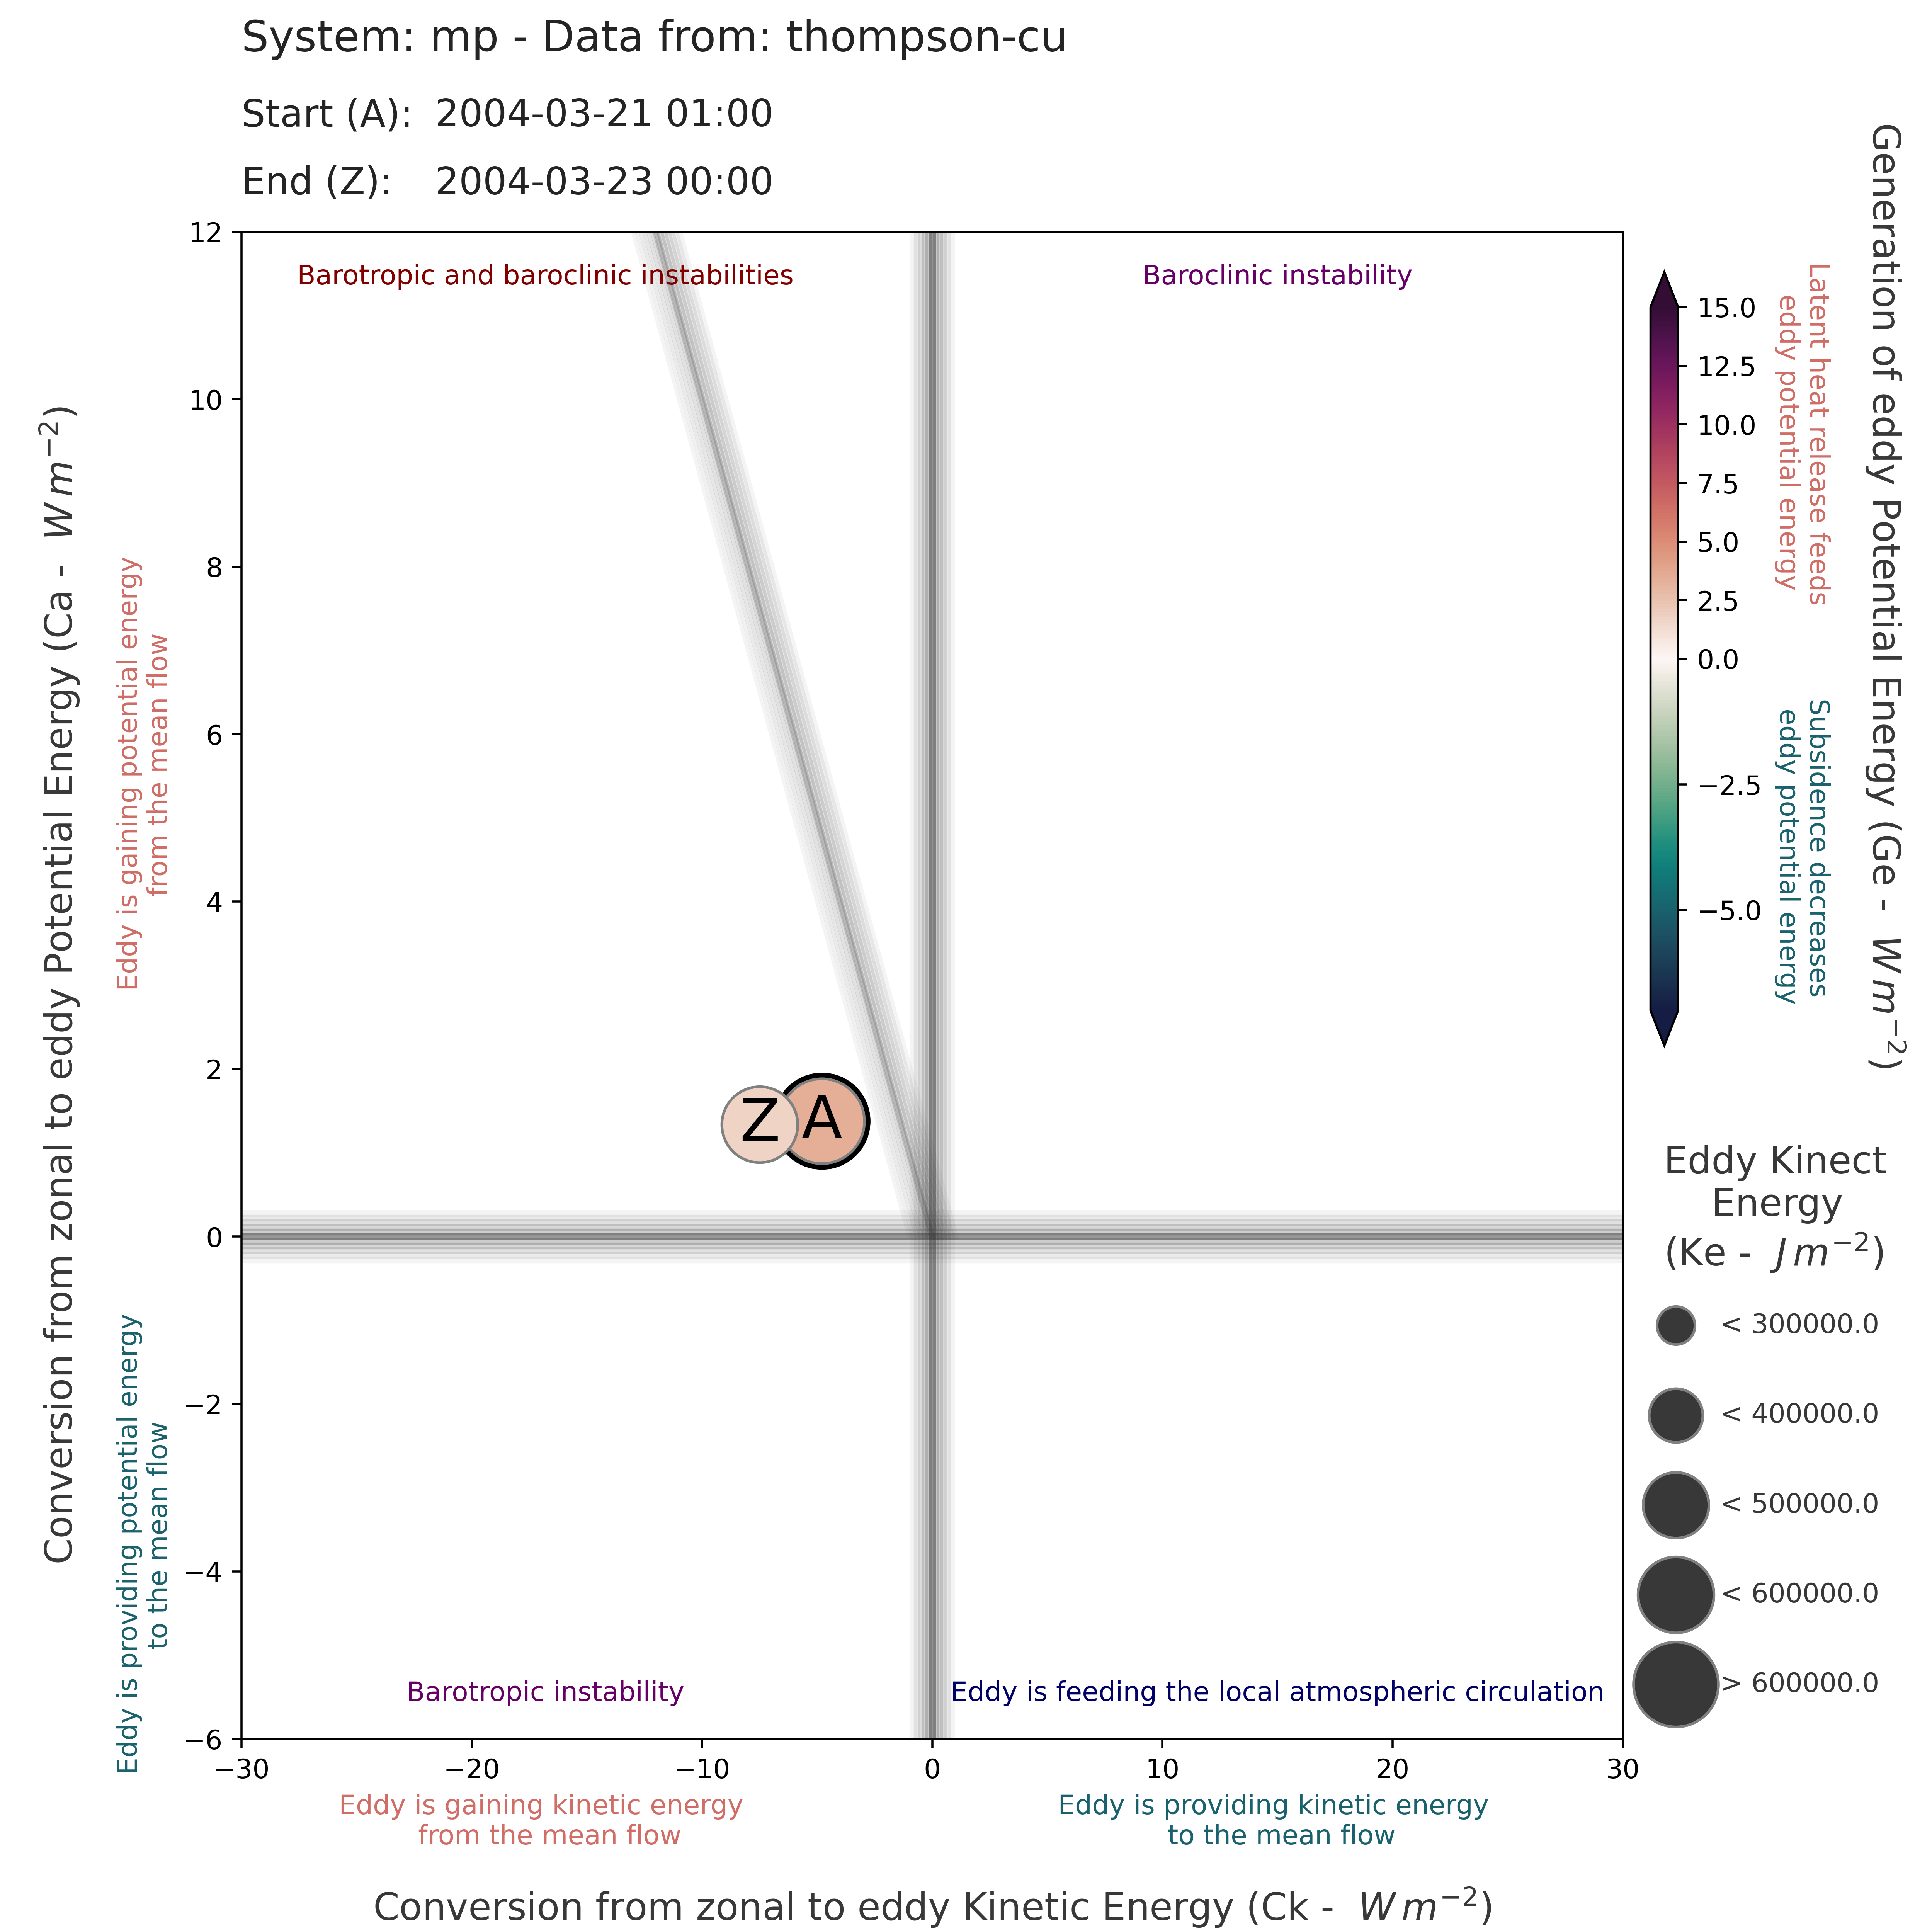 System: mp - Data from: thompson-cu
Start (A): 2004-03-21 01:00
End (Z): 2004-03-23 00:00
Conversion from zonal to eddy Potential Energy (Ca - W m⁻²)
Eddy is gaining potential energy
from the mean flow
Eddy is providing potential energy
to the mean flow
12
10
8
6
4
2
0
−2
−4
−6
Barotropic and baroclinic instabilities
Baroclinic instability
Z
A
Barotropic instability
Eddy is feeding the local atmospheric circulation
−30
−20
−10
0
10
20
30
Eddy is gaining kinetic energy
from the mean flow
Eddy is providing kinetic energy
to the mean flow
Conversion from zonal to eddy Kinetic Energy (Ck - W m⁻²)
15.0
12.5
10.0
7.5
5.0
2.5
0.0
−2.5
−5.0
Latent heat release feeds
eddy potential energy
Subsidence decreases
eddy potential energy
Generation of eddy Potential Energy (Ge - W m⁻²)
Eddy Kinect
Energy
(Ke - J m⁻²)
< 300000.0
< 400000.0
< 500000.0
< 600000.0
> 600000.0